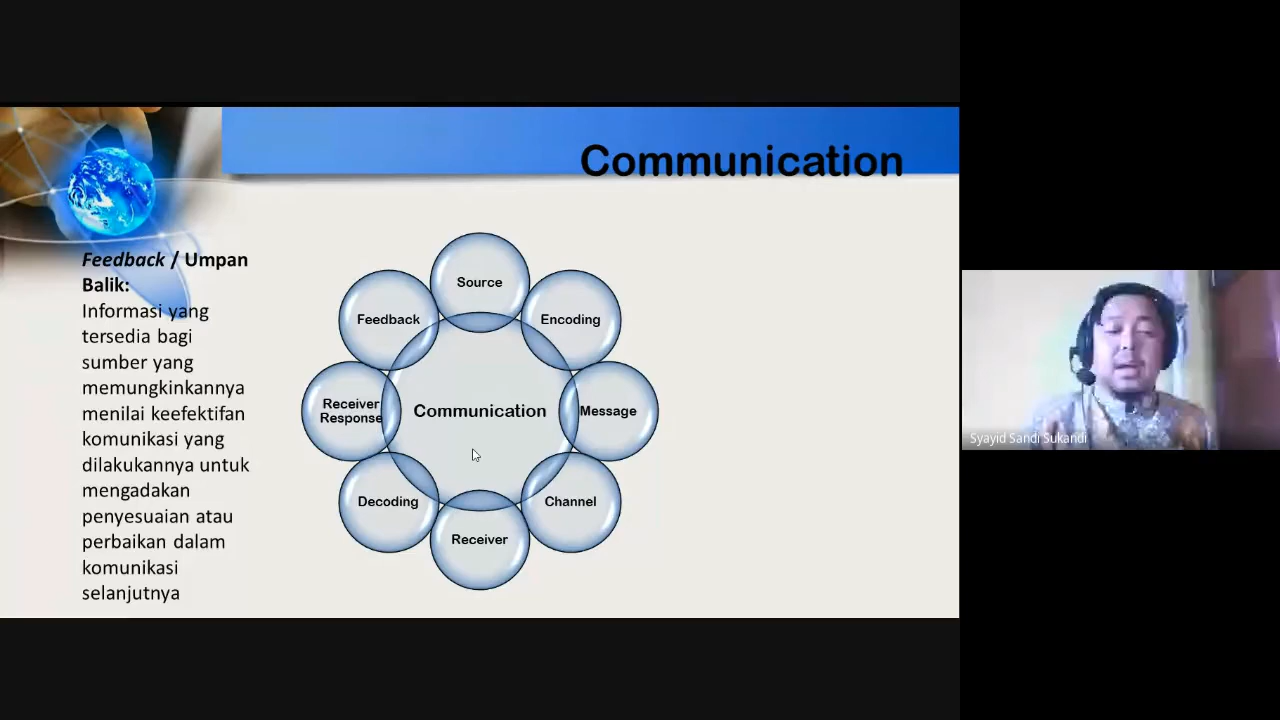 Communication
Feedback / Umpan
Balik:
Informasi yang
tersedia bagi
sumber yang
memungkinkannya
menilai keefektifan
komunikasi yang
dilakukannya untuk
mengadakan
penyesuaian atau
perbaikan dalam
komunikasi
selanjutnya
Source
Encoding
Message
Channel
Receiver
Decoding
Receiver
Response
Feedback
Communication
Syayid Sandi Sukandi